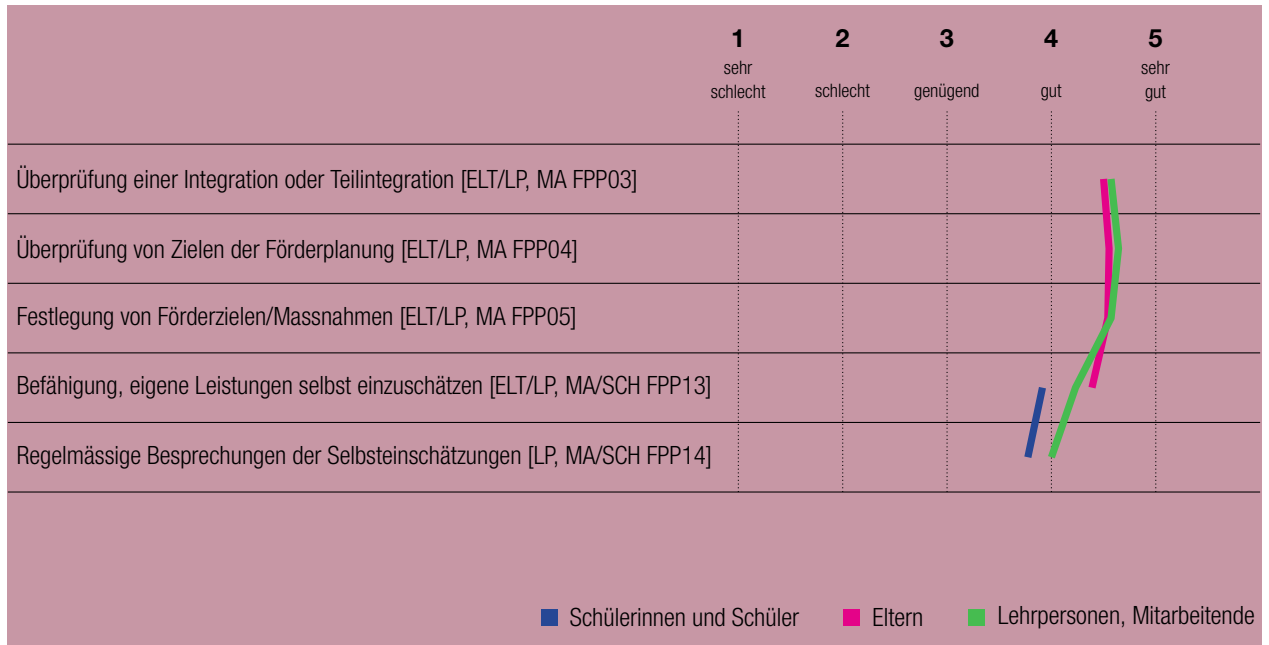 1 2 3 4 5
sehr schlecht schlecht genügend gut sehr gut
Überprüfung einer Integration oder Teilintegration [ELT/LP, MA FPP03]
Überprüfung von Zielen der Förderplanung [ELT/LP, MA FPP04]
Festlegung von Förderzielen/Massnahmen [ELT/LP, MA FPP05]
Befähigung, eigene Leistungen selbst einzuschätzen [ELT/LP, MA/SCH FPP13]
Regelmässige Besprechungen der Selbsteinschätzungen [LP, MA/SCH FPP14]
Schülerinnen und Schüler Eltern Lehrpersonen, Mitarbeitende